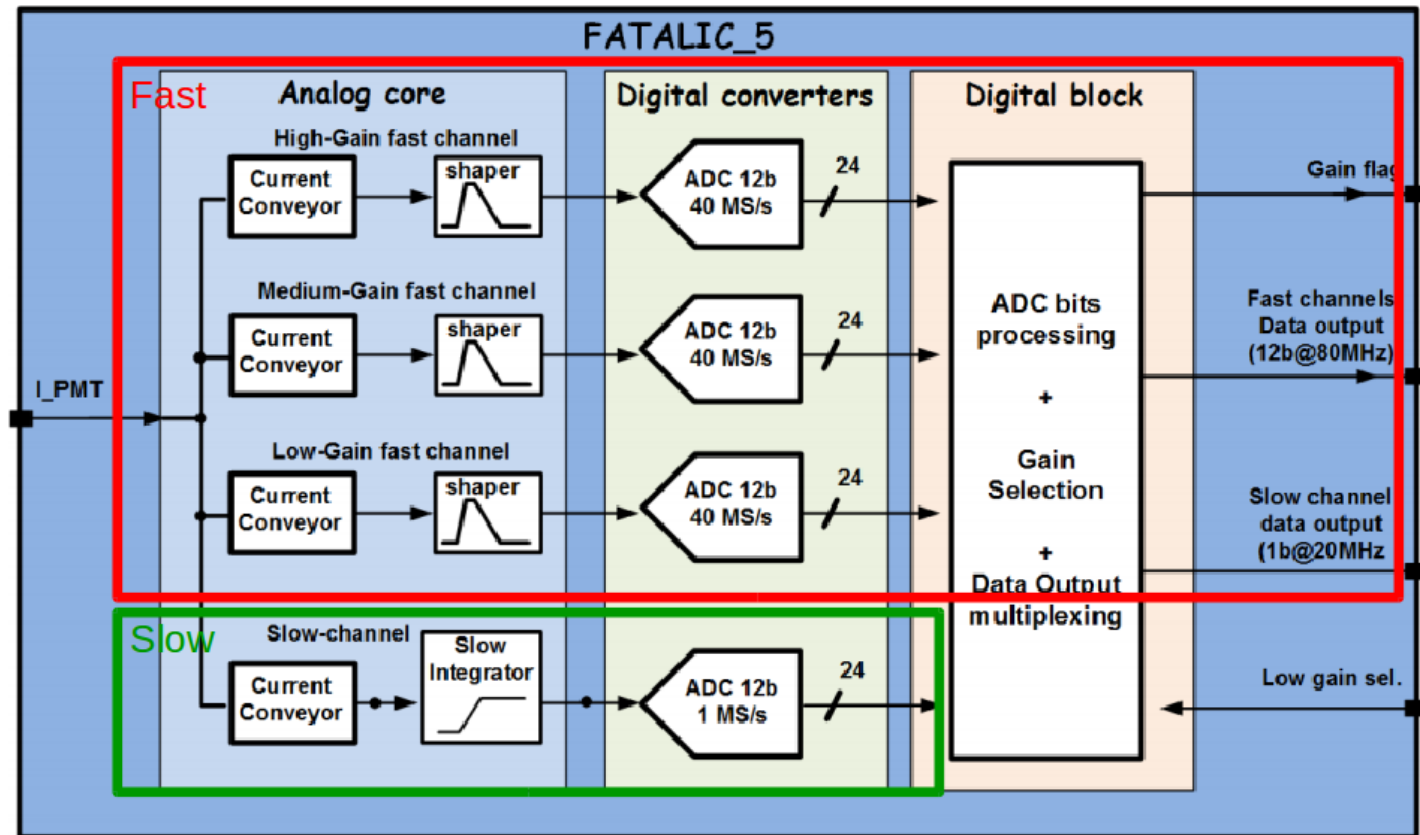 FATALIC_5
Fast
Analog core
Digital converters
Digital block
High-Gain fast channel
Current
Conveyor
shaper
ADC 12b
40 MS/s
24
Medium-Gain fast channel
Current
Conveyor
shaper
ADC 12b
40 MS/s
24
I_PMT
Low-Gain fast channel
Current
Conveyor
shaper
ADC 12b
40 MS/s
24
Slow
Slow-channel
Current
Conveyor
Slow
Integrator
ADC 12b
1 MS/s
24
ADC bits
processing
+
Gain
Selection
+
Data Output
multiplexing
Gain flag
Fast channels
Data output
(12b@80MHz)
Slow channel
data output
(1b@20MHz
Low gain sel.